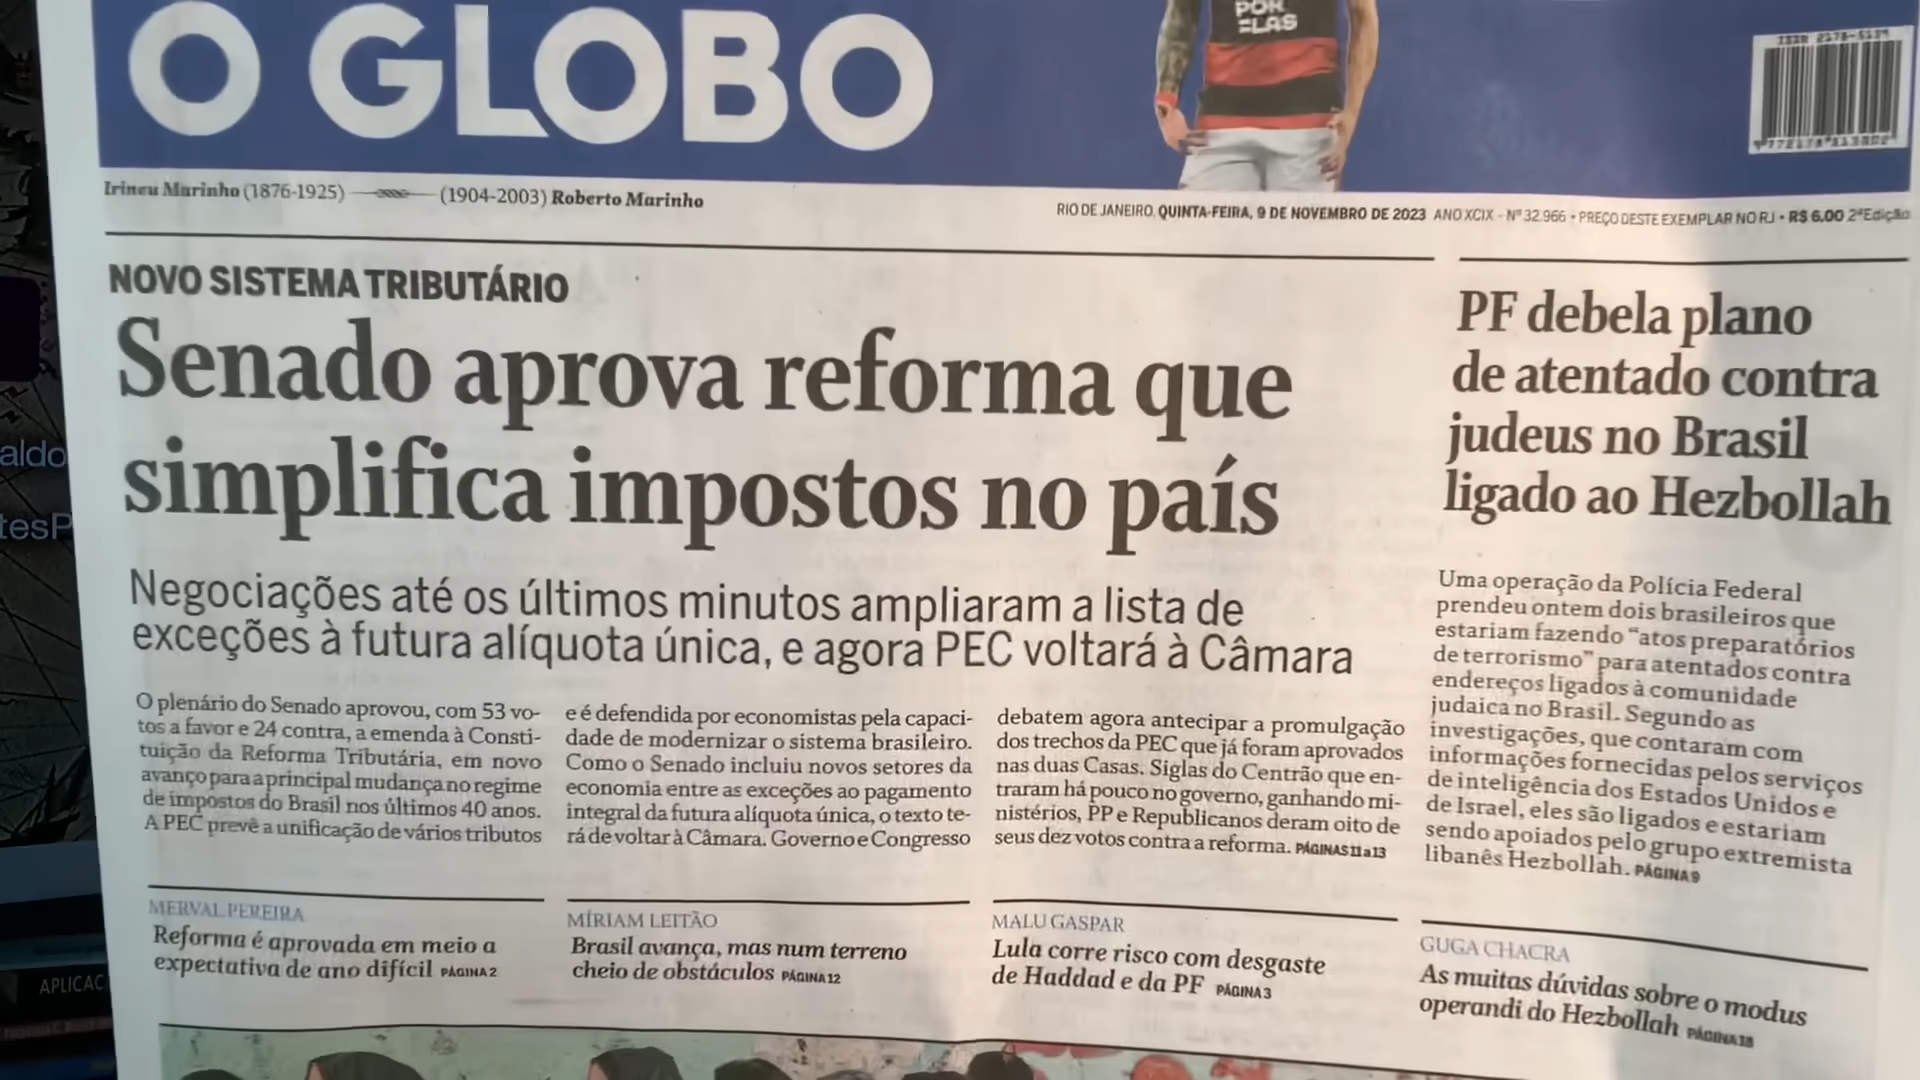 POR
ELAS
O GLOBO
ISSN 2178-5139
Irineu Marinho (1876-1925) (1904-2003) Roberto Marinho
RIO DE JANEIRO, QUINTA-FEIRA, 9 DE NOVEMBRO DE 2023 ANO XCIX - Nº 32.966 • PREÇO DESTE EXEMPLAR NO RJ • R$ 6,00 2ª Edição
NOVO SISTEMA TRIBUTÁRIO
Senado aprova reforma que
simplifica impostos no país
Negociações até os últimos minutos ampliaram a lista de
exceções à futura alíquota única, e agora PEC voltará à Câmara
O plenário do Senado aprovou, com 53 vo-
tos a favor e 24 contra, a emenda à Consti-
tuição da Reforma Tributária, em novo
avanço para a principal mudança no regime
de impostos do Brasil nos últimos 40 anos.
A PEC prevê a unificação de vários tributos
e é defendida por economistas pela capaci-
dade de modernizar o sistema brasileiro.
Como o Senado incluiu novos setores da
economia entre as exceções ao pagamento
integral da futura alíquota única, o texto te-
rá de voltar à Câmara. Governo e Congresso
debatem agora antecipar a promulgação
dos trechos da PEC que já foram aprovados
nas duas Casas. Siglas do Centrão que en-
traram há pouco no governo, ganhando mi-
nistérios, PP e Republicanos deram oito de
seus dez votos contra a reforma. PÁGINAS 11 a 13
PF debela plano
de atentado contra
judeus no Brasil
ligado ao Hezbollah
Uma operação da Polícia Federal
prendeu ontem dois brasileiros que
estariam fazendo “atos preparatórios
de terrorismo” para atentados contra
endereços ligados à comunidade
judaica no Brasil. Segundo as
investigações, que contaram com
informações fornecidas pelos serviços
de inteligência dos Estados Unidos e
de Israel, eles são ligados e estariam
sendo apoiados pelo grupo extremista
libanês Hezbollah. PÁGINA 9
MERVAL PEREIRA
Reforma é aprovada em meio a
expectativa de ano difícil PÁGINA 2
MÍRIAM LEITÃO
Brasil avança, mas num terreno
cheio de obstáculos PÁGINA 12
MALU GASPAR
Lula corre risco com desgaste
de Haddad e da PF PÁGINA 3
GUGA CHACRA
As muitas dúvidas sobre o modus
operandi do Hezbollah PÁGINA 18
aldo
tesP
APLICAC